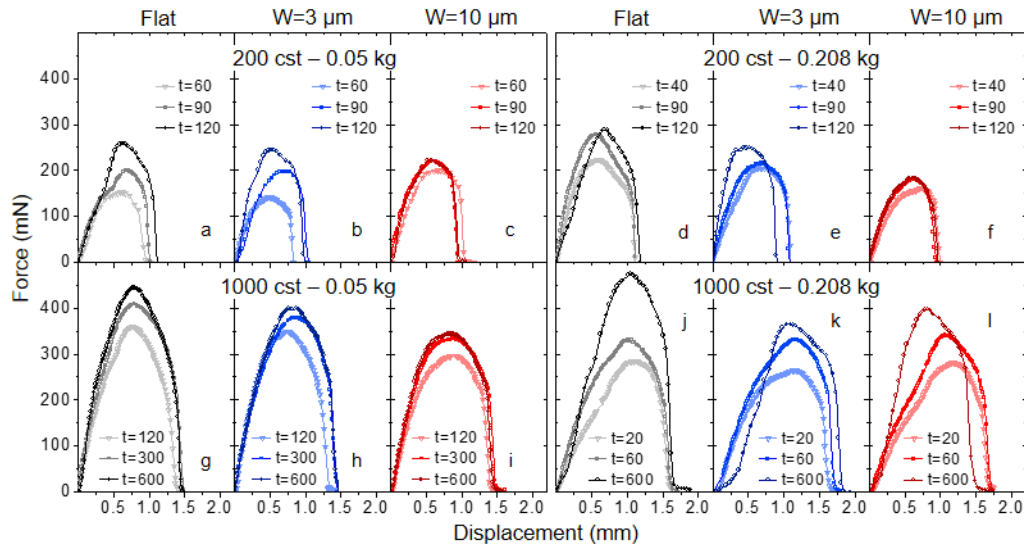 Flat W=3 µm W=10 µm Flat W=3 µm W=10 µm
200 cst – 0.05 kg 200 cst – 0.208 kg
400
300
200
100
0
t=60 t=60 t=60 t=40 t=40 t=40
t=90 t=90 t=90 t=90 t=90 t=90
t=120 t=120 t=120 t=120 t=120 t=120
a b c d e f
Force (mN)
1000 cst – 0.05 kg 1000 cst – 0.208 kg
400
300
200
100
0
j k l
t=120 t=120 t=120 t=20 t=20 t=20
t=300 t=300 t=300 t=60 t=60 t=60
t=600 t=600 t=600 t=600 t=600 t=600
g h i
0.5 1.0 1.5 2.0 0.5 1.0 1.5 2.0 0.5 1.0 1.5 2.0 0.5 1.0 1.5 2.0 0.5 1.0 1.5 2.0 0.5 1.0 1.5 2.0
Displacement (mm)